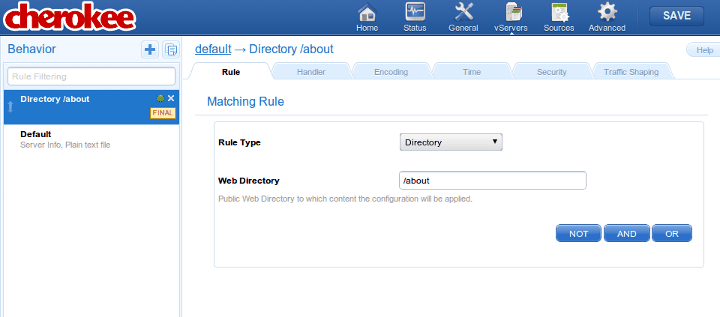 cherokee
Home
Status
General
vServers
Sources
Advanced
SAVE
Behavior
Rule Filtering
Directory /about
FINAL
Default
Server Info, Plain text file
default → Directory /about
Help
Rule
Handler
Encoding
Time
Security
Traffic Shaping
Matching Rule
Rule Type
Directory
Web Directory
/about
Public Web Directory to which content the configuration will be applied.
NOT
AND
OR